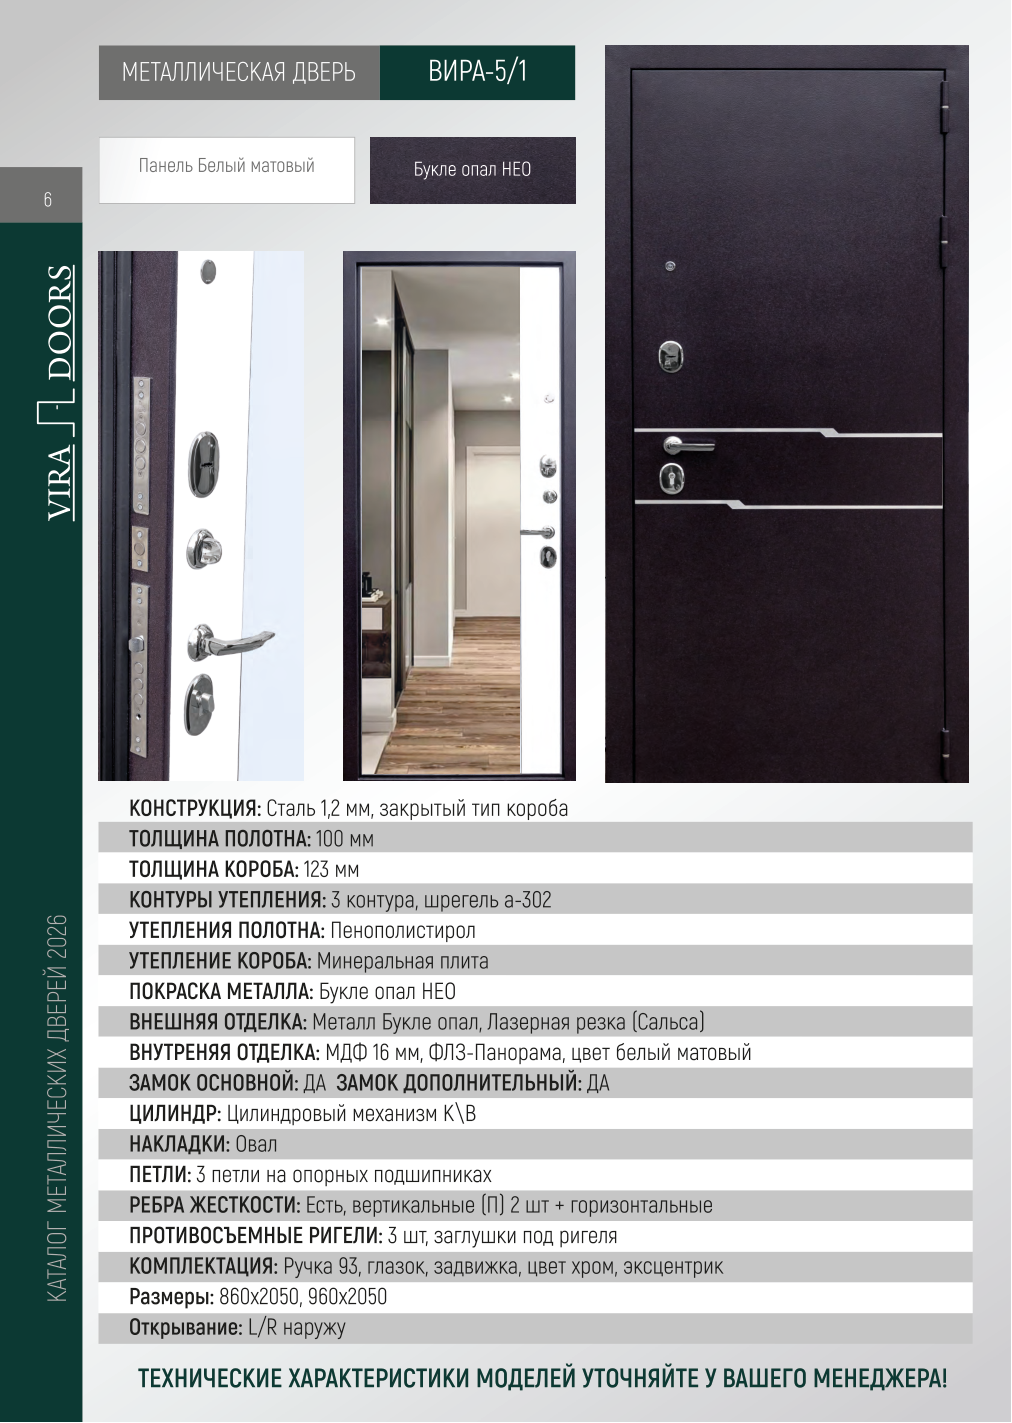 МЕТАЛЛИЧЕСКАЯ ДВЕРЬ
ВИРА-5/1
Панель Белый матовый
Букле опал НЕО
6
VIRA DOORS
КАТАЛОГ МЕТАЛЛИЧЕСКИХ ДВЕРЕЙ 2026
КОНСТРУКЦИЯ: Сталь 1,2 мм, закрытый тип короба
ТОЛЩИНА ПОЛОТНА: 100 мм
ТОЛЩИНА КОРОБА: 123 мм
КОНТУРЫ УТЕПЛЕНИЯ: 3 контура, шрегель а-302
УТЕПЛЕНИЯ ПОЛОТНА: Пенополистирол
УТЕПЛЕНИЕ КОРОБА: Минеральная плита
ПОКРАСКА МЕТАЛЛА: Букле опал НЕО
ВНЕШНЯЯ ОТДЕЛКА: Металл Букле опал, Лазерная резка (Сальса)
ВНУТРЕНЯЯ ОТДЕЛКА: МДФ 16 мм, ФЛЗ-Панорама, цвет белый матовый
ЗАМОК ОСНОВНОЙ: ДА ЗАМОК ДОПОЛНИТЕЛЬНЫЙ: ДА
ЦИЛИНДР: Цилиндровый механизм К\В
НАКЛАДКИ: Овал
ПЕТЛИ: 3 петли на опорных подшипниках
РЕБРА ЖЕСТКОСТИ: Есть, вертикальные (П) 2 шт + горизонтальные
ПРОТИВОСЪЕМНЫЕ РИГЕЛИ: 3 шт, заглушки под ригеля
КОМПЛЕКТАЦИЯ: Ручка 93, глазок, задвижка, цвет хром, эксцентрик
Размеры: 860х2050, 960х2050
Открывание: L/R наружу
ТЕХНИЧЕСКИЕ ХАРАКТЕРИСТИКИ МОДЕЛЕЙ УТОЧНЯЙТЕ У ВАШЕГО МЕНЕДЖЕРА!